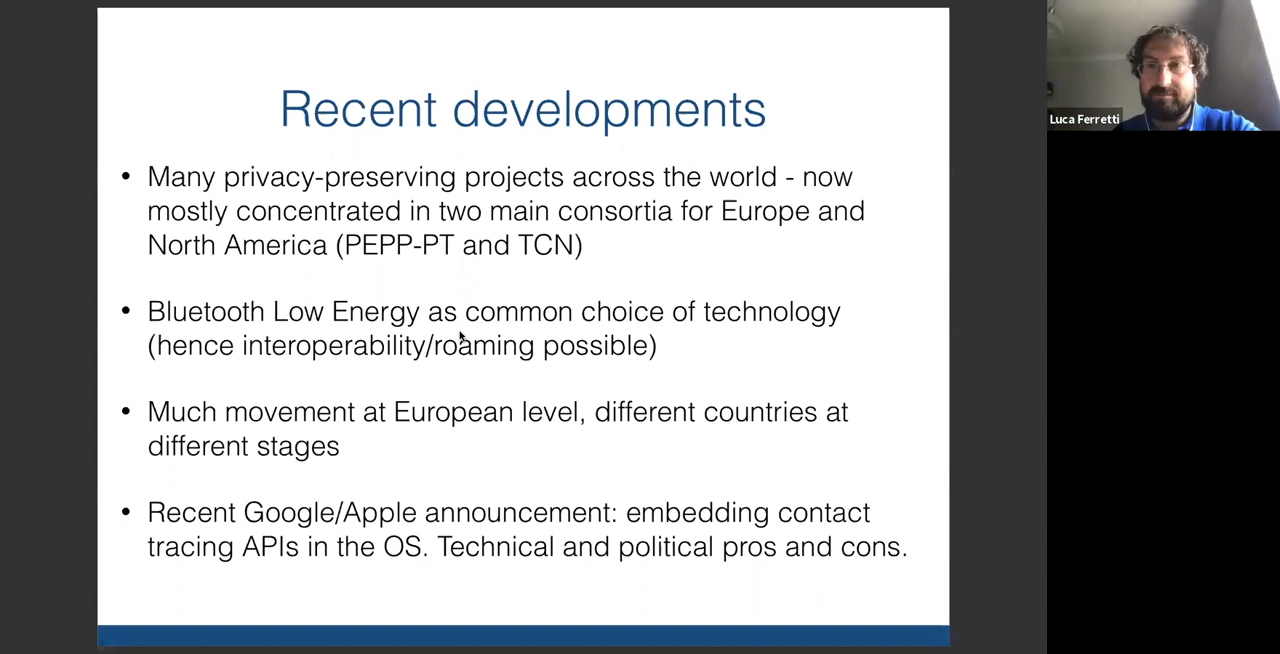 Recent developments
• Many privacy-preserving projects across the world - now
mostly concentrated in two main consortia for Europe and
North America (PEPP-PT and TCN)
• Bluetooth Low Energy as common choice of technology
(hence interoperability/roaming possible)
• Much movement at European level, different countries at
different stages
• Recent Google/Apple announcement: embedding contact
tracing APIs in the OS. Technical and political pros and cons.
Luca Ferretti